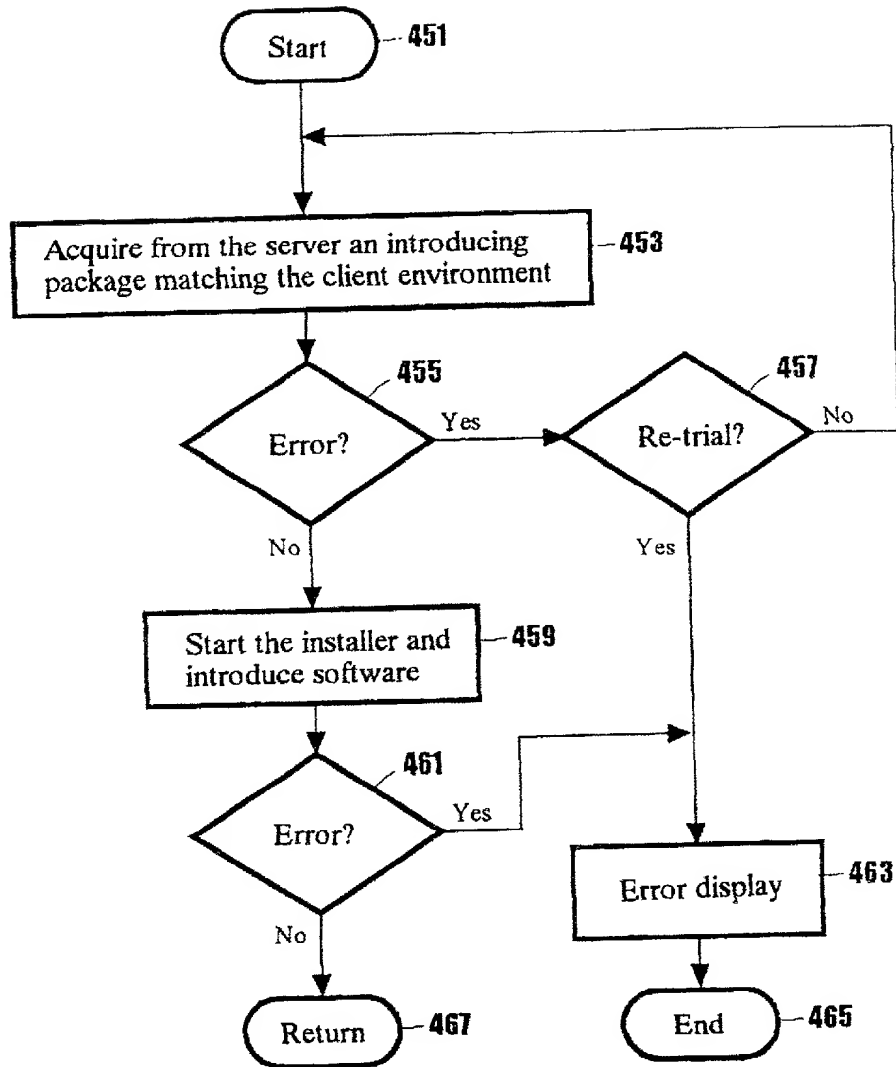 Start
451
Acquire from the server an introducing
package matching the client environment
453
455
Error?
Yes
No
457
Re-trial?
No
Yes
Start the installer and
introduce software
459
461
Error?
Yes
No
Error display
463
Return
467
End
465